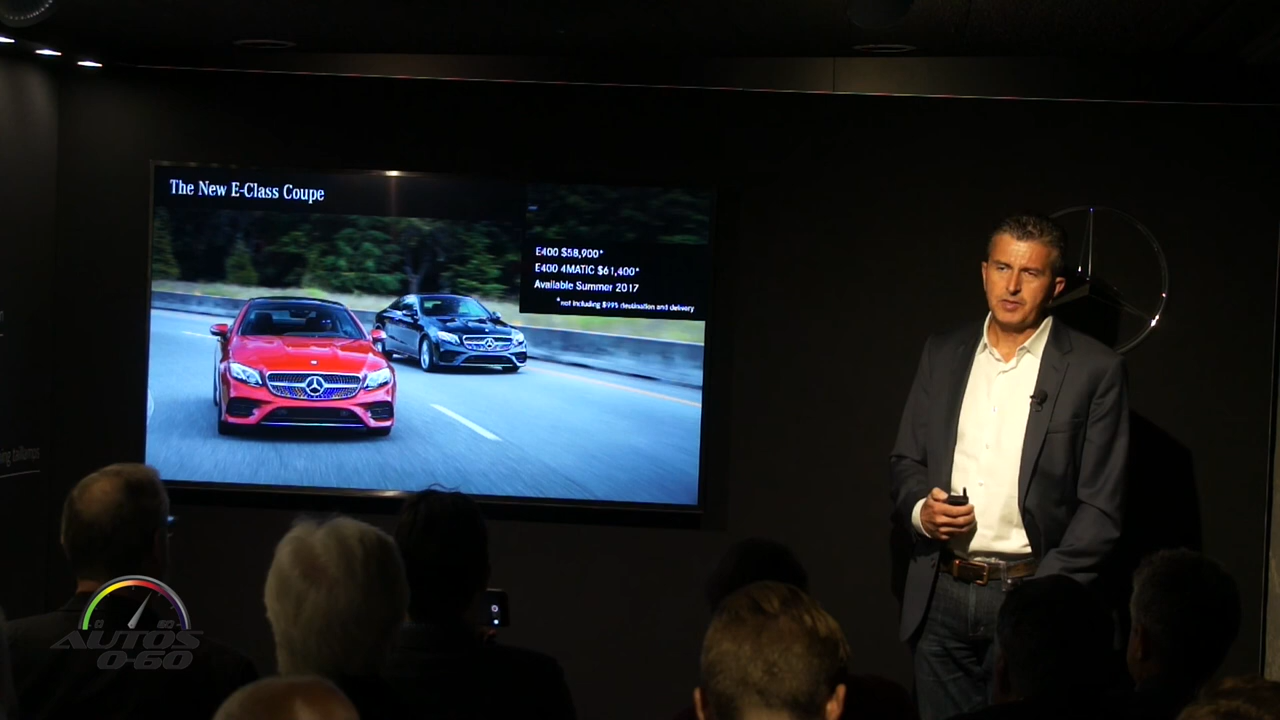 The New E-Class Coupe
E400 $58,900*
E400 4MATIC $61,400*
Available Summer 2017
*not including $995 destination and delivery
taillamps
AUTOS
0-60